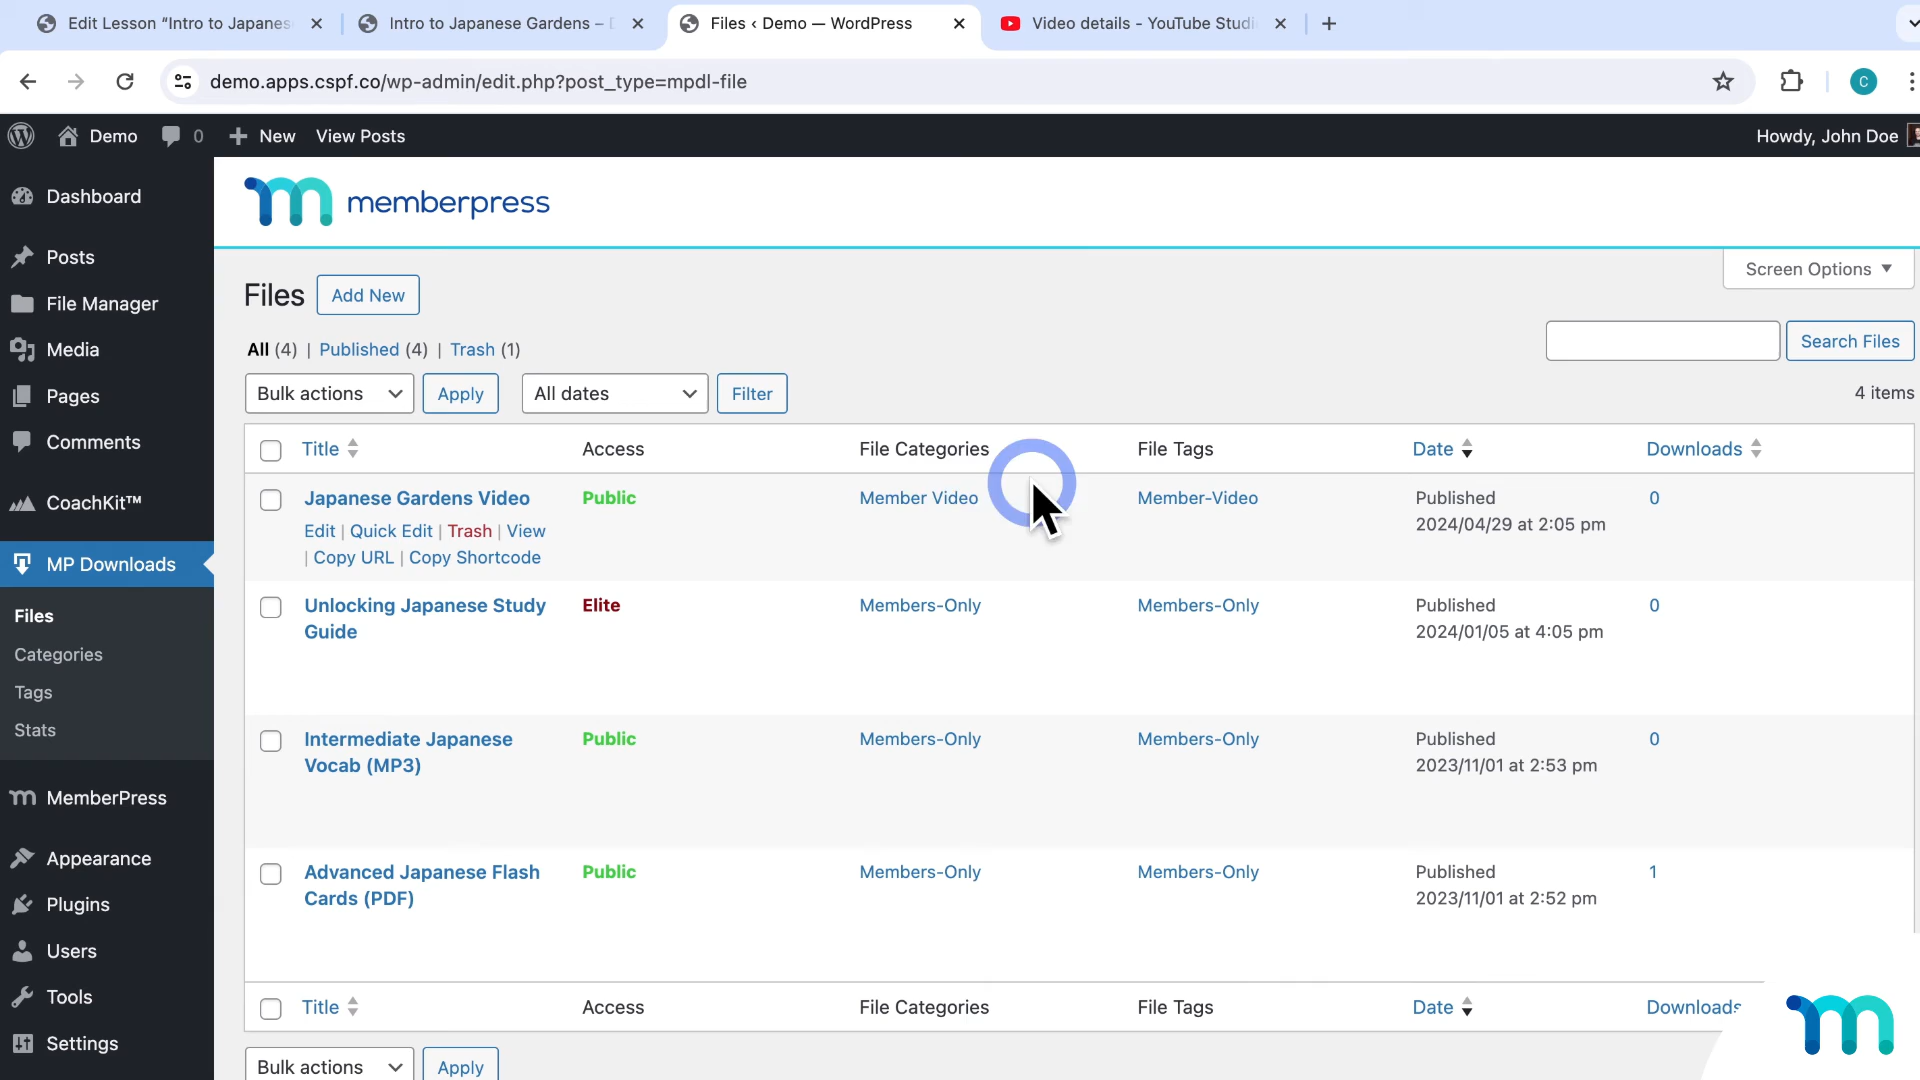 Edit Lesson "Intro to Japanes
Intro to Japanese Gardens –
Files ‹ Demo — WordPress
Video details - YouTube Studi
demo.apps.cspf.co/wp-admin/edit.php?post_type=mpdl-file
C
Demo
0
New
View Posts
Howdy, John Doe
Dashboard
Posts
File Manager
Media
Pages
Comments
CoachKit™
MP Downloads
Files
Categories
Tags
Stats
MemberPress
Appearance
Plugins
Users
Tools
Settings
memberpress
Screen Options
Files
Add New
All (4) | Published (4) | Trash (1)
Search Files
Bulk actions
Apply
All dates
Filter
4 items
Title
Access
File Categories
File Tags
Date
Downloads
Japanese Gardens Video
Edit | Quick Edit | Trash | View
| Copy URL | Copy Shortcode
Public
Member Video
Member-Video
Published
2024/04/29 at 2:05 pm
0
Unlocking Japanese Study
Guide
Elite
Members-Only
Members-Only
Published
2024/01/05 at 4:05 pm
0
Intermediate Japanese
Vocab (MP3)
Public
Members-Only
Members-Only
Published
2023/11/01 at 2:53 pm
0
Advanced Japanese Flash
Cards (PDF)
Public
Members-Only
Members-Only
Published
2023/11/01 at 2:52 pm
1
Title
Access
File Categories
File Tags
Date
Downloads
Bulk actions
Apply